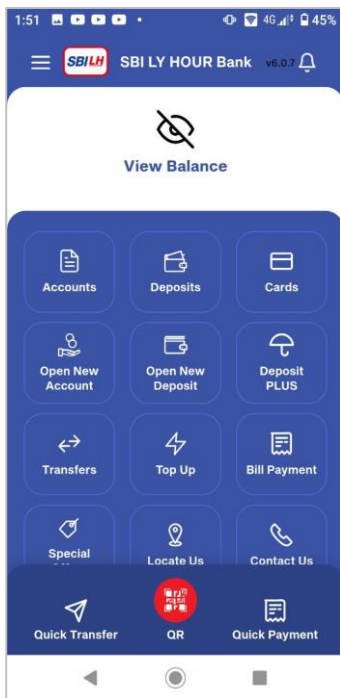 1:51 4G 45%
SBI LH SBI LY HOUR Bank v6.0.7
View Balance
Accounts Deposits Cards
Open New Open New Deposit
Account Deposit PLUS
Transfers Top Up Bill Payment
Special Locate Us Contact Us
Quick Transfer QR Quick Payment